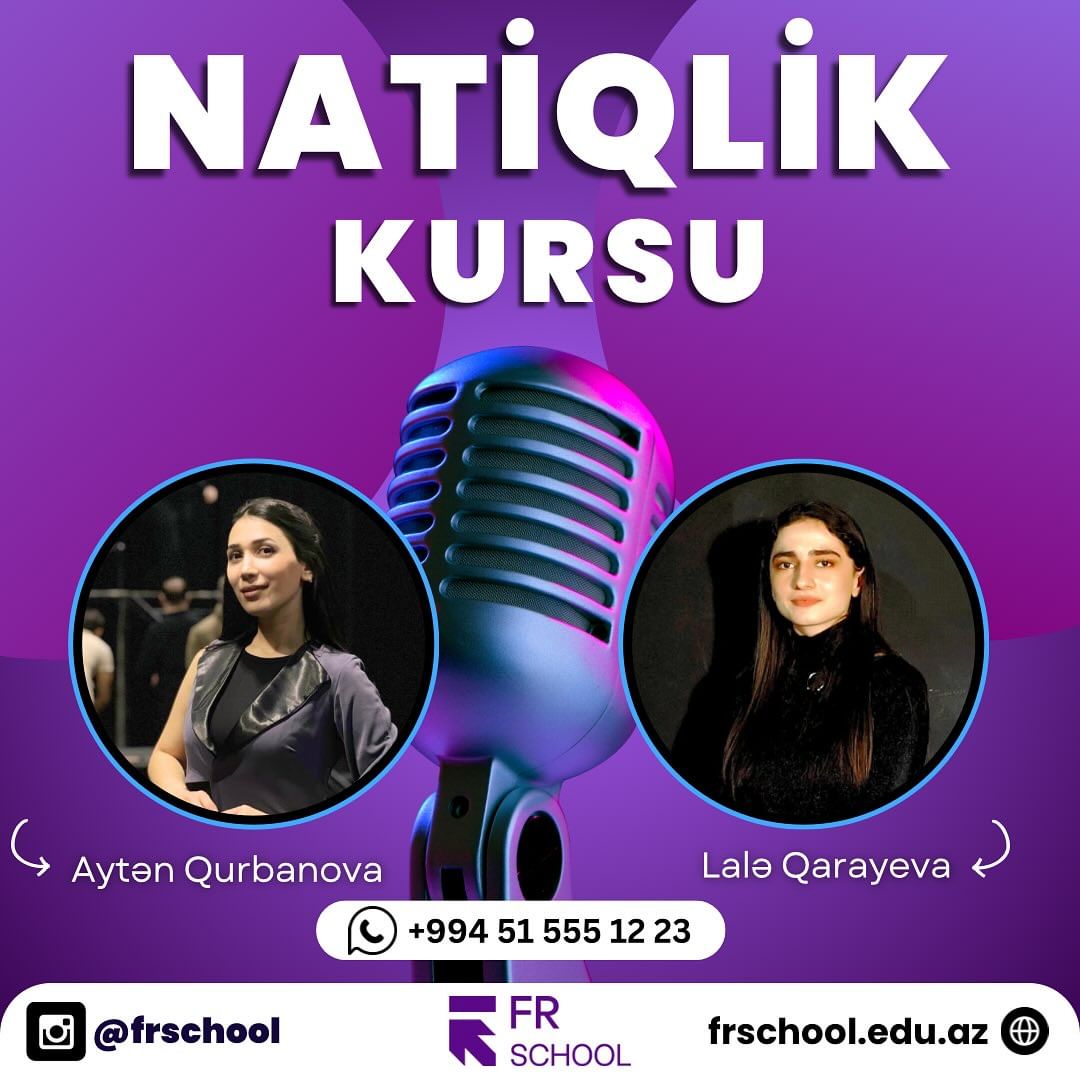 NATİQLİK
KURSU
Aytən Qurbanova
Lalə Qarayeva
+994 51 555 12 23
@frschool
FR
SCHOOL
frschool.edu.az